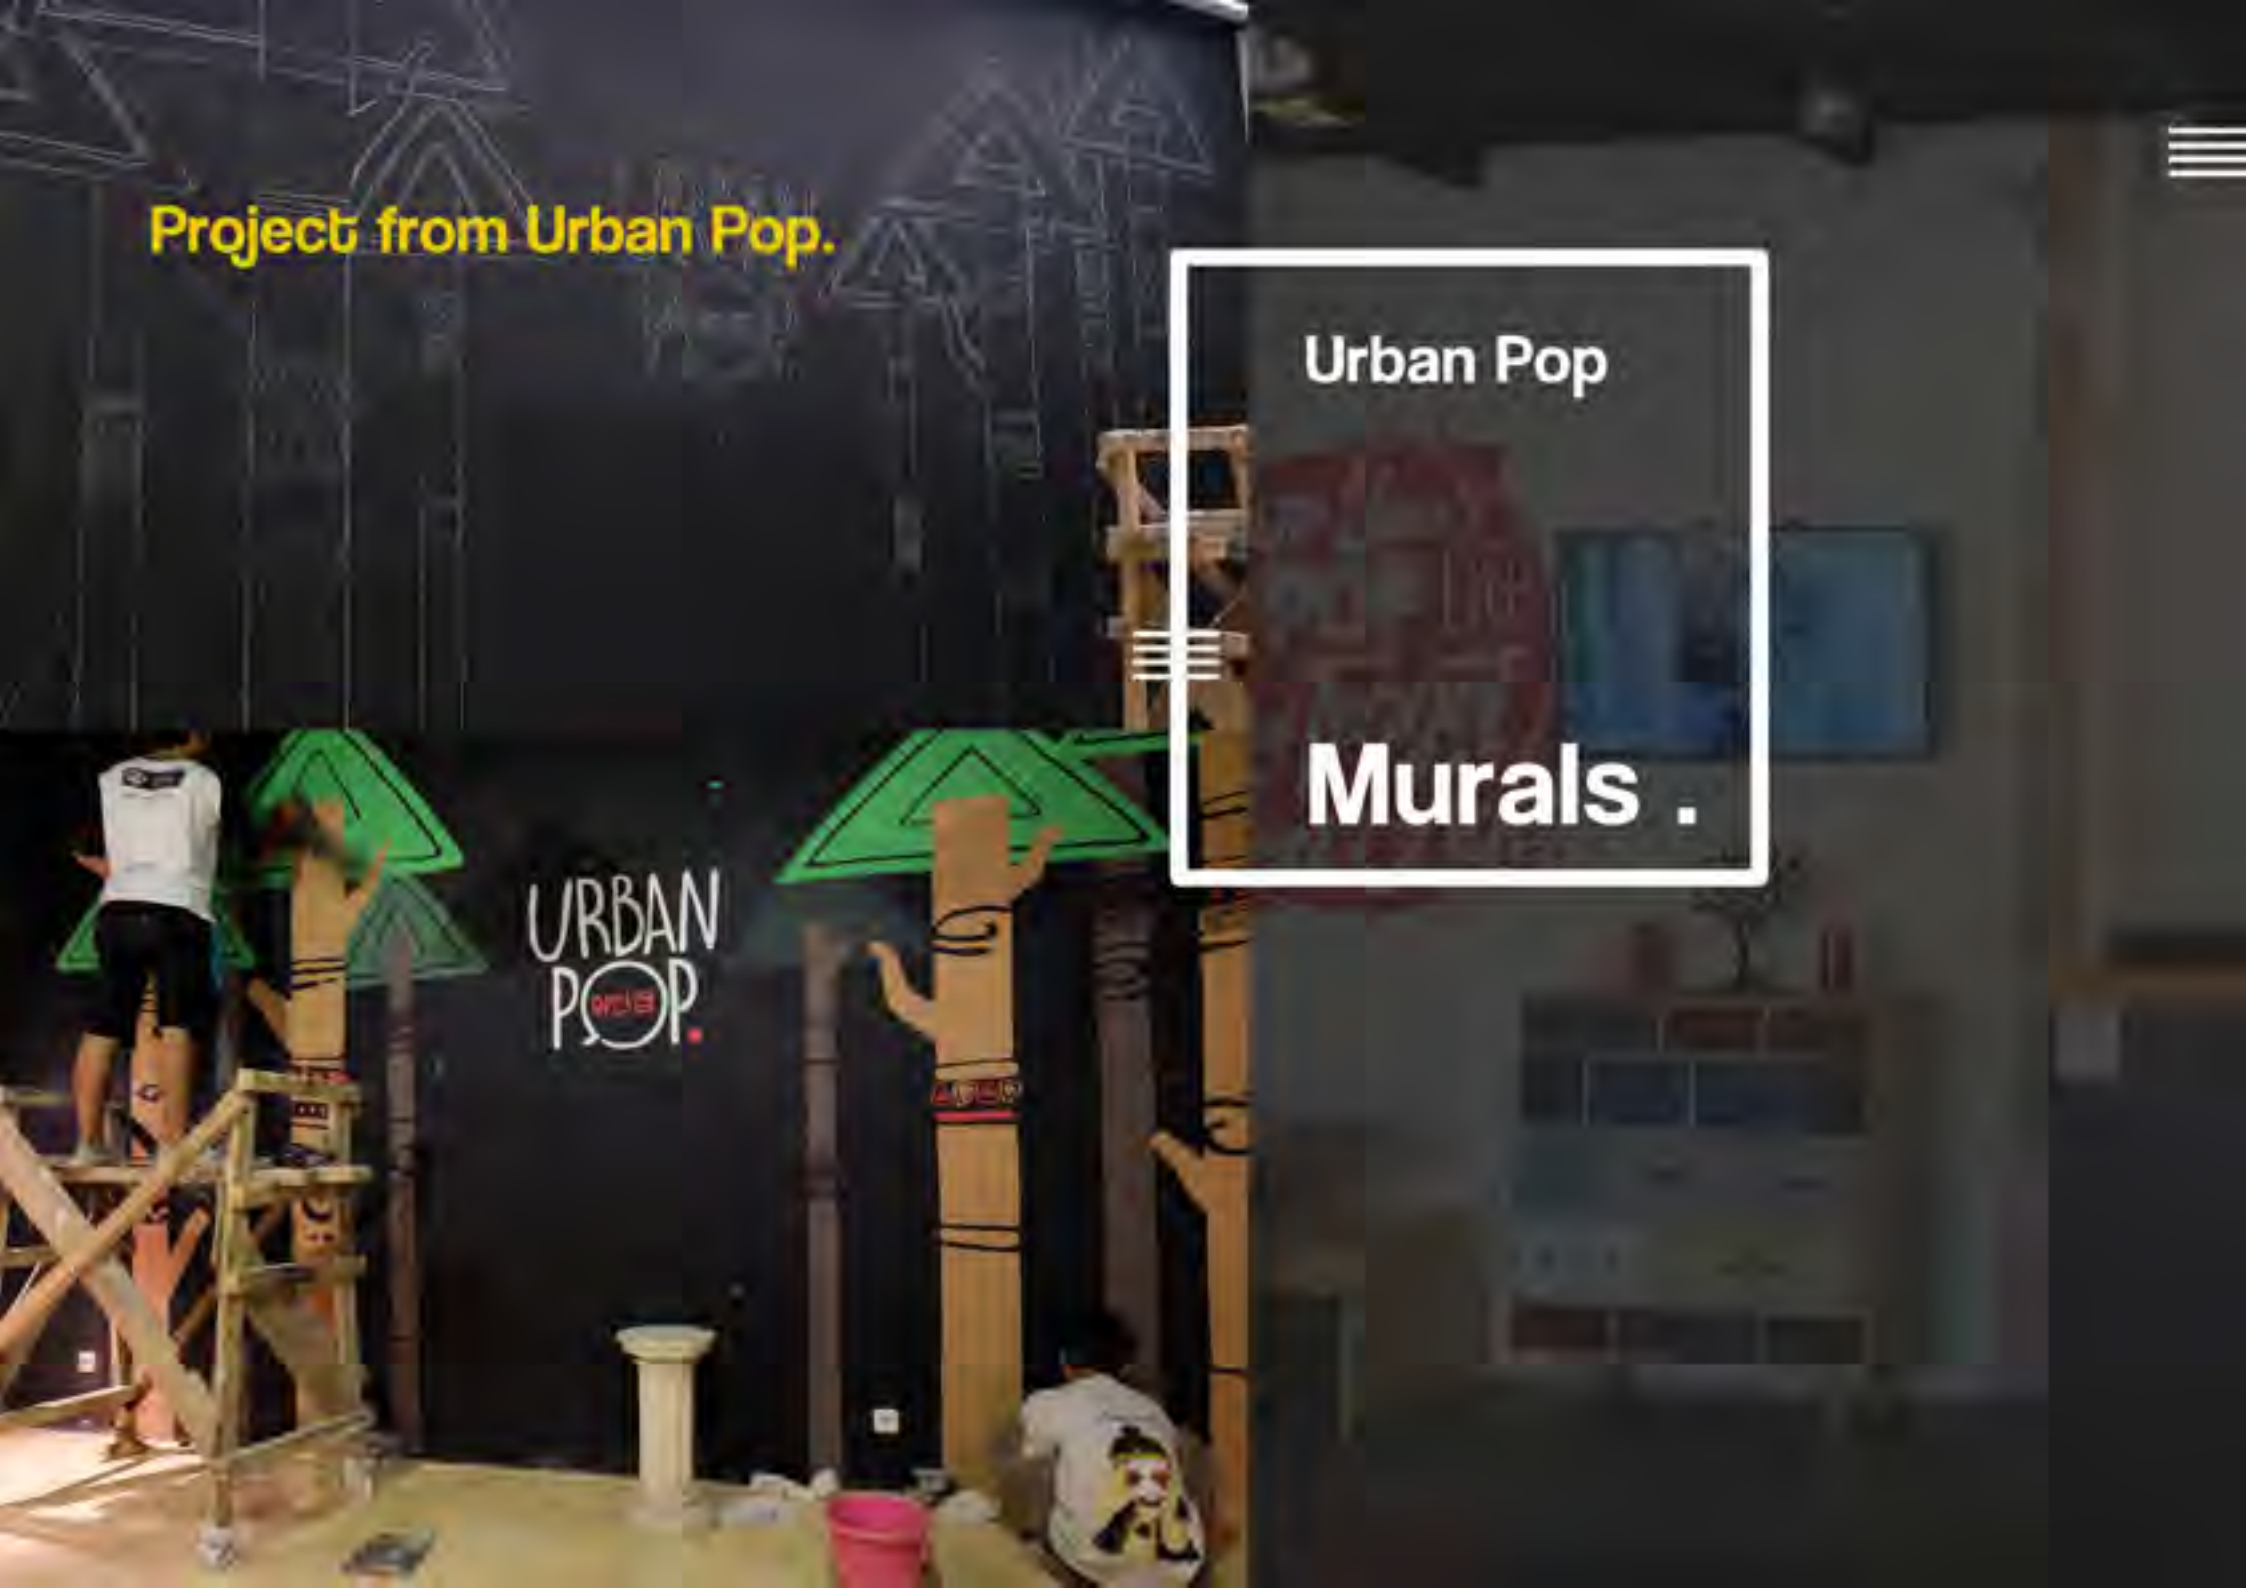 Project from Urban Pop.
Urban Pop
Murals .
URBAN
POP.